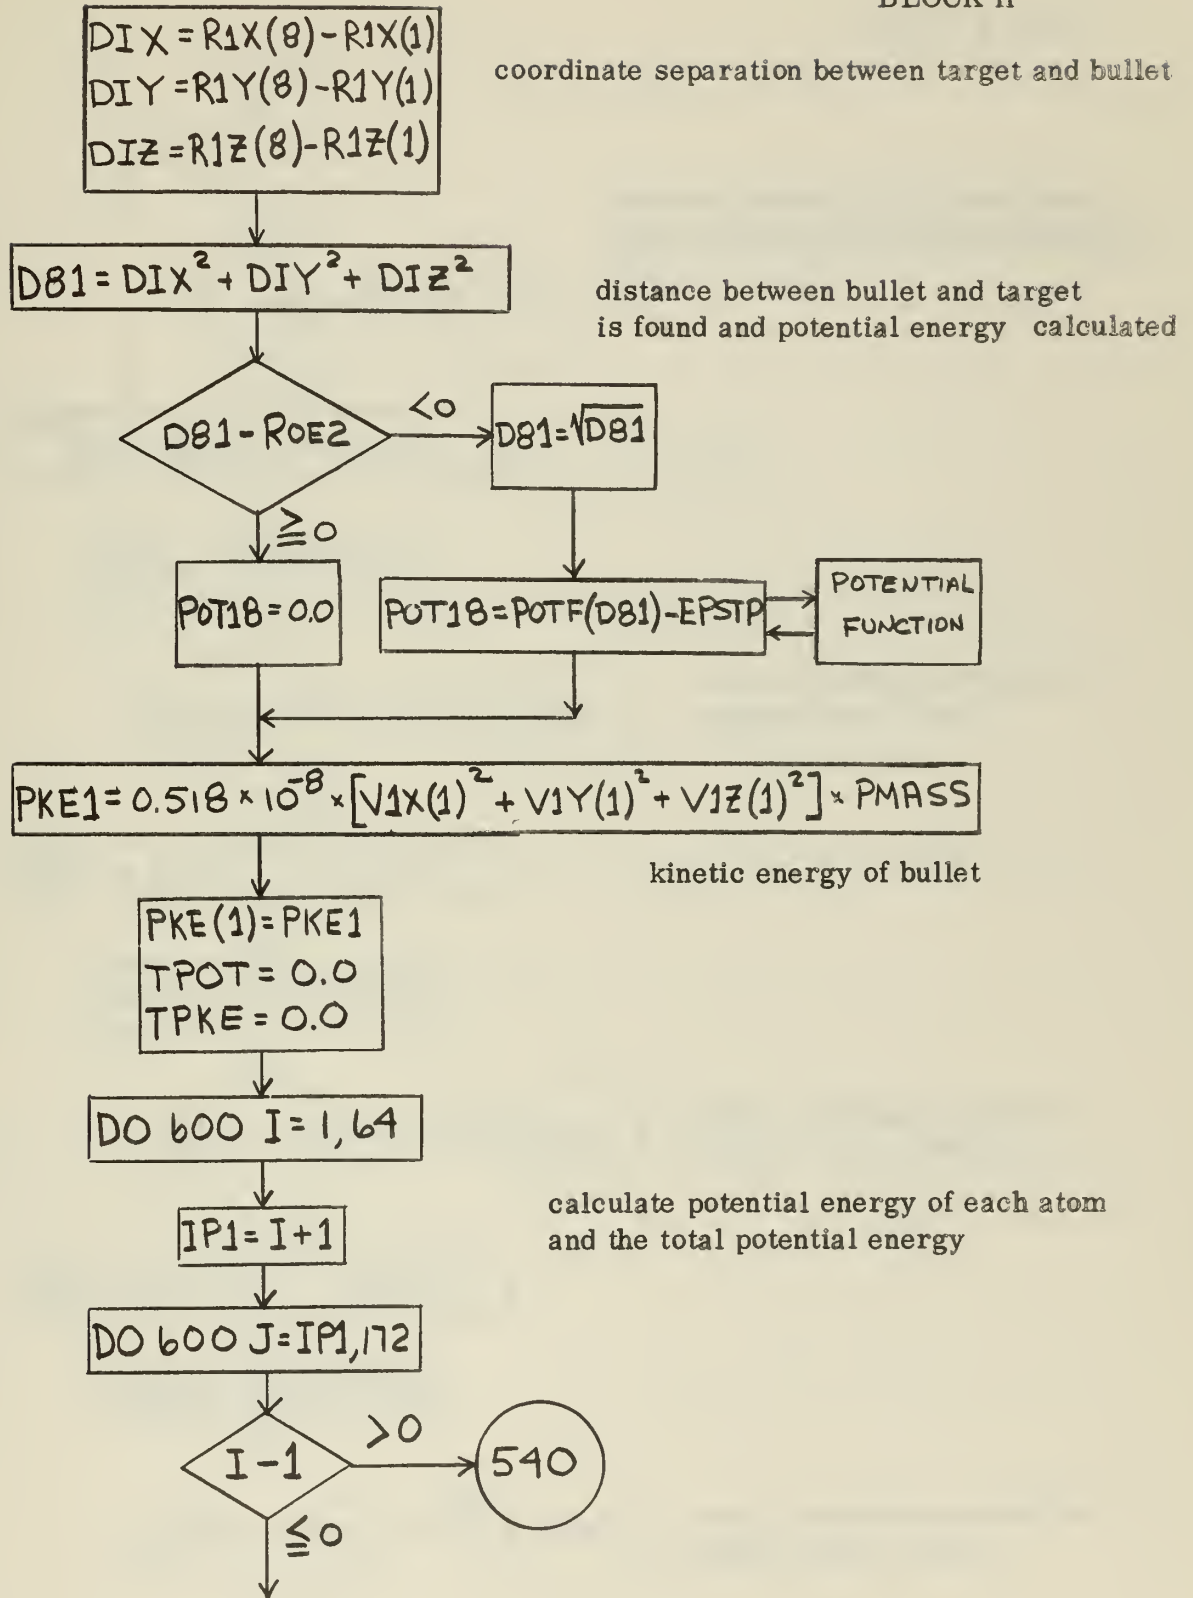 DIX = R1X(8)-R1X(1)
DIY = R1Y(8)-R1Y(1)
DIZ = R1Z(8)-R1Z(1)
coordinate separation between target and bullet
D81 = DIX² + DIY² + DIZ²
distance between bullet and target
is found and potential energy calculated
D81 - ROE2
<0
D81=√D81
≧0
POT18 = 0.0
POT18 = POTF(D81)-EPSTP
POTENTIAL
FUNCTION
PKE1 = 0.518 × 10⁻⁸ × [V1X(1)² + V1Y(1)² + V1Z(1)²] × PMASS
kinetic energy of bullet
PKE(1) = PKE1
TPOT = 0.0
TPKE = 0.0
DO 600 I = 1,64
IP1 = I+1
calculate potential energy of each atom
and the total potential energy
DO 600 J=IP1,172
I-1
>0
540
≦0